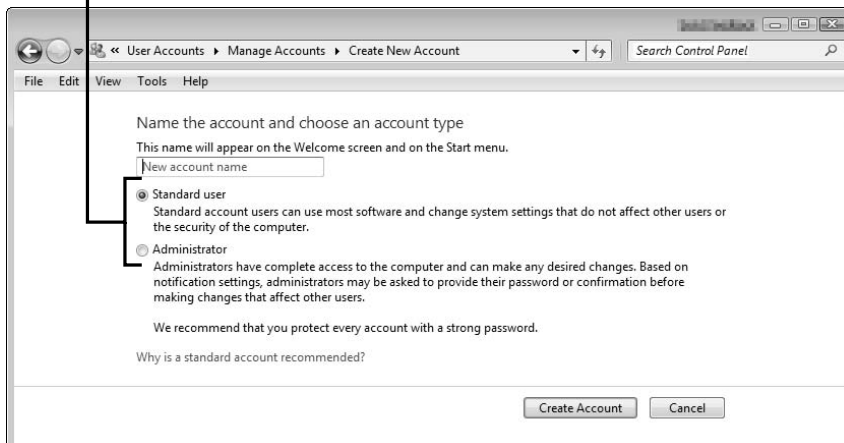 « User Accounts ▸ Manage Accounts ▸ Create New Account
Search Control Panel
File Edit View Tools Help
Name the account and choose an account type
This name will appear on the Welcome screen and on the Start menu.
New account name
Standard user
Standard account users can use most software and change system settings that do not affect other users or
the security of the computer.
Administrator
Administrators have complete access to the computer and can make any desired changes. Based on
notification settings, administrators may be asked to provide their password or confirmation before
making changes that affect other users.
We recommend that you protect every account with a strong password.
Why is a standard account recommended?
Create Account Cancel